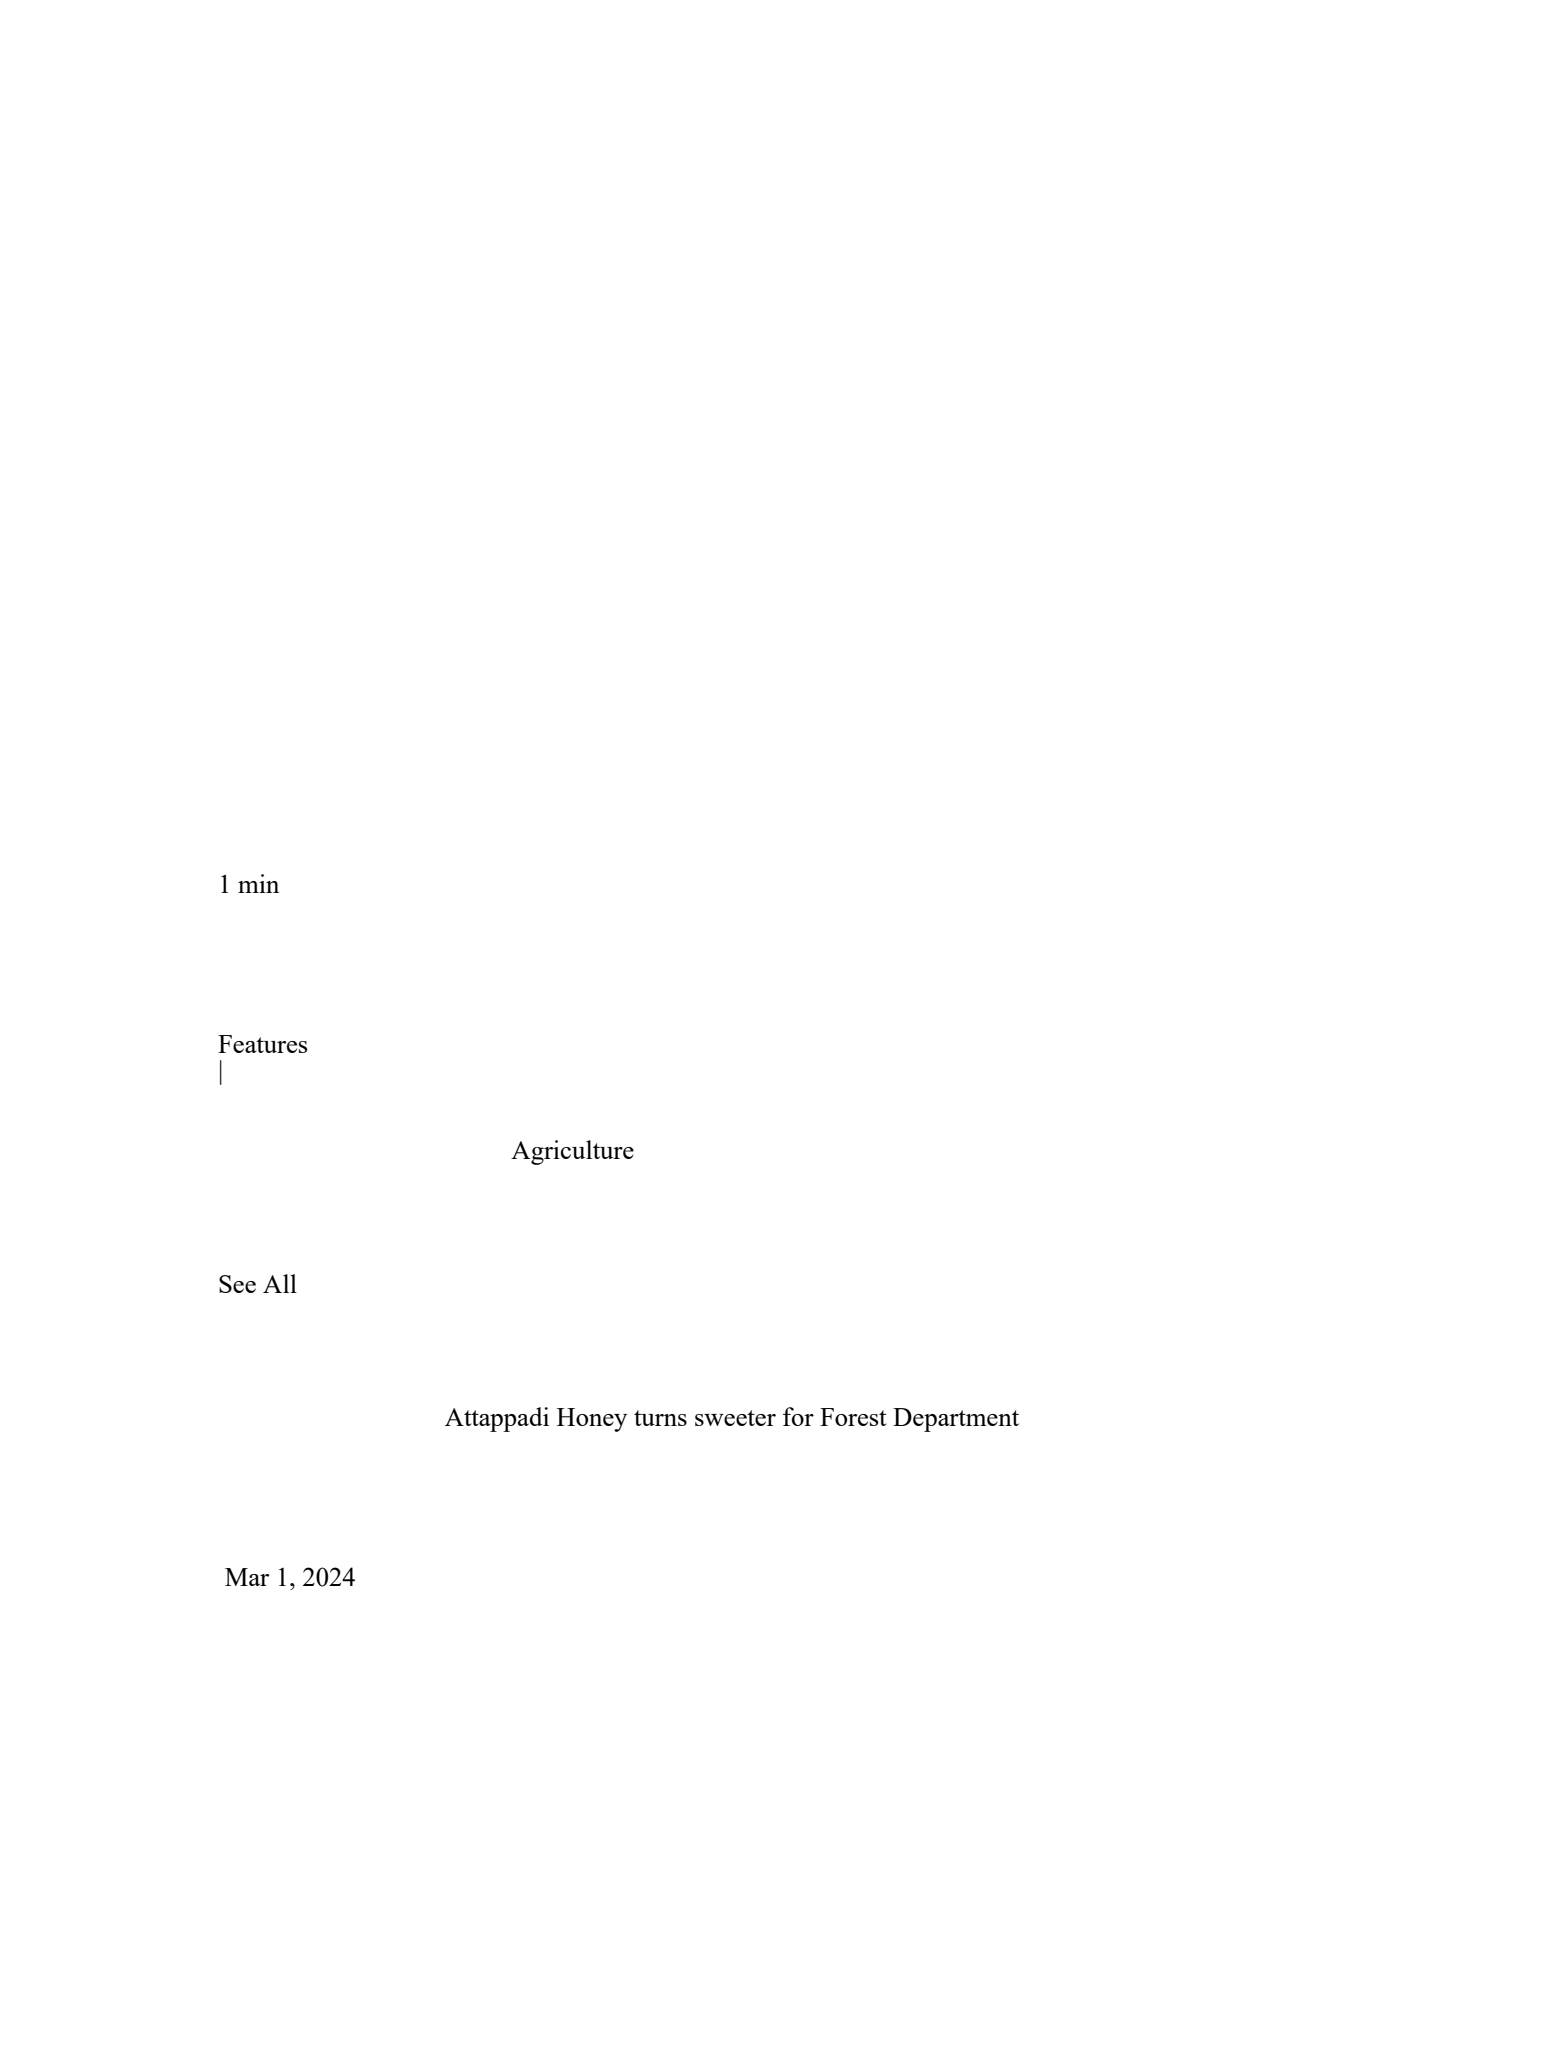 1 min
Features
|
Agriculture
See All
Attappadi Honey turns sweeter for Forest Department
Mar 1, 2024